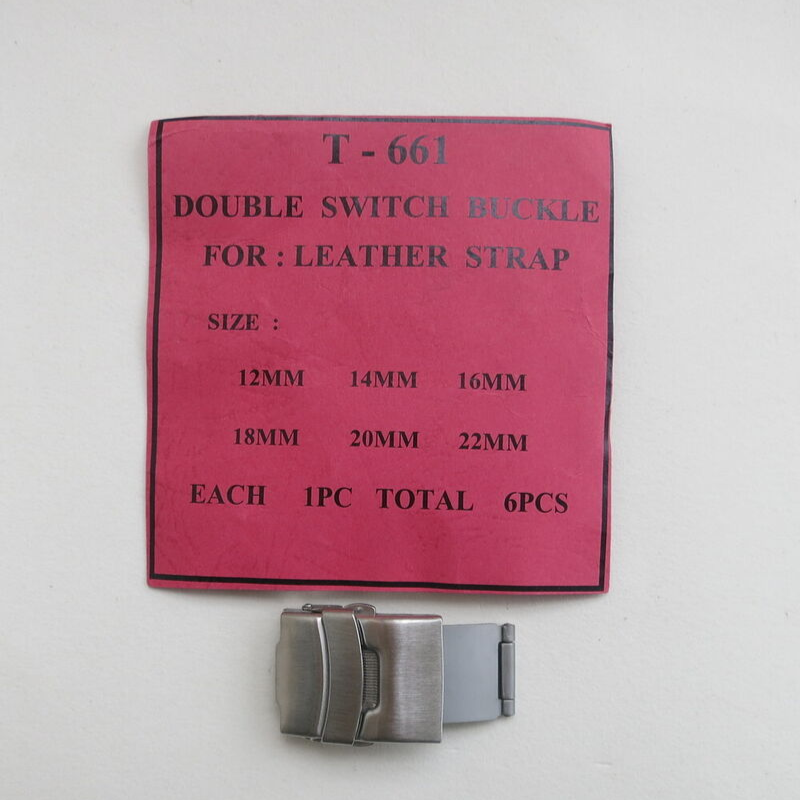 T - 661
DOUBLE SWITCH BUCKLE
FOR : LEATHER STRAP
SIZE :
12MM 14MM 16MM
18MM 20MM 22MM
EACH 1PC TOTAL 6PCS